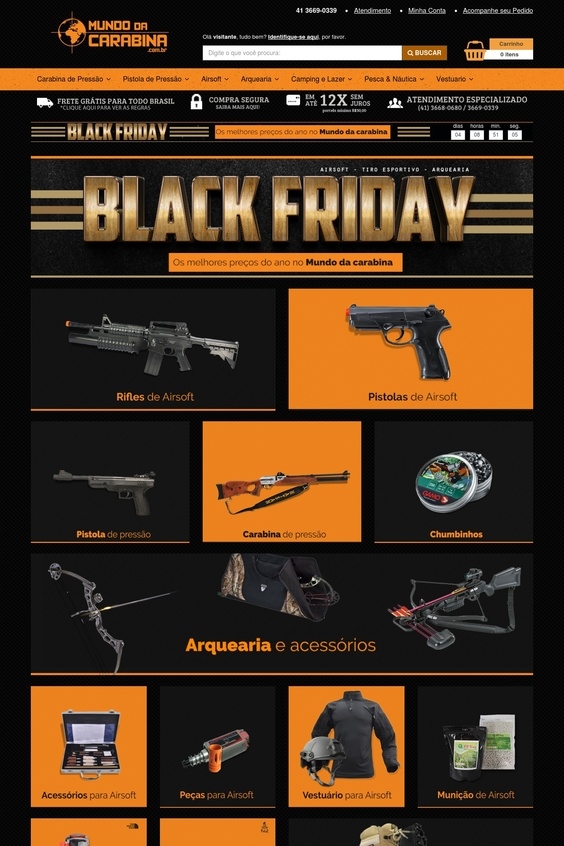 41 3669-0339 • Atendimento • Minha Conta • Acompanhe seu Pedido
MUNDO DA
CARABINA
.com.br
Olá visitante, tudo bem? Identifique-se aqui, por favor.
Digite o que você procura:
BUSCAR
Carrinho
0 itens
Carabina de Pressão
Pistola de Pressão
Airsoft
Arquearia
Camping e Lazer
Pesca & Náutica
Vestuario
FRETE GRÁTIS PARA TODO BRASIL
*CLIQUE AQUI PARA VER AS REGRAS
COMPRA SEGURA
SAIBA MAIS AQUI!
EM ATÉ 12X SEM JUROS
parcela mínima R$30,00
ATENDIMENTO ESPECIALIZADO
(41) 3668-0680 / 3669-0339
BLACK FRIDAY
Os melhores preços do ano no Mundo da carabina
dias horas min. seg.
04 08 51 05
AIRSOFT - TIRO ESPORTIVO - ARQUEARIA
BLACK FRIDAY
Os melhores preços do ano no Mundo da carabina
Rifles de Airsoft
Pistolas de Airsoft
GAMO
Pistola de pressão
Carabina de pressão
Chumbinhos
Arquearia e acessórios
Acessórios para Airsoft
Peças para Airsoft
Vestuário para Airsoft
Munição de Airsoft